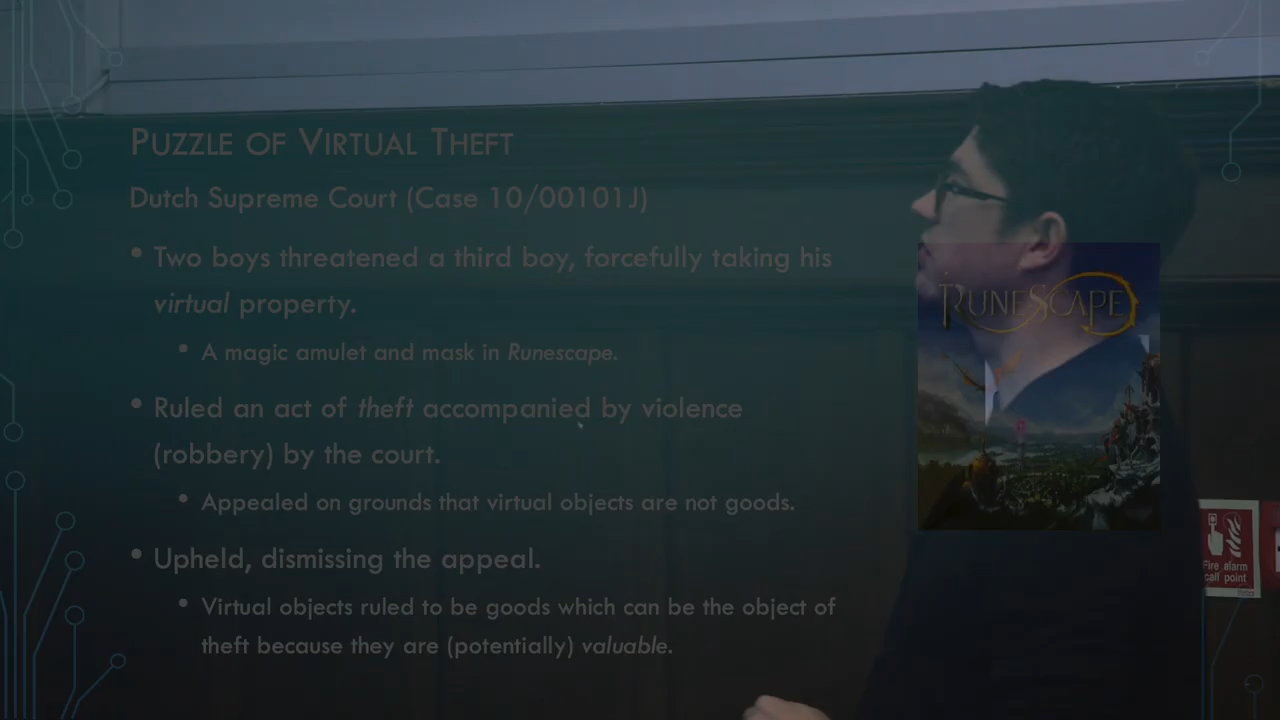 PUZZLE OF VIRTUAL THEFT
Dutch Supreme Court (Case 10/00101J)
• Two boys threatened a third boy, forcefully taking his
virtual property.
• A magic amulet and mask in Runescape.
• Ruled an act of theft accompanied by violence
(robbery) by the court.
• Appealed on grounds that virtual objects are not goods.
• Upheld, dismissing the appeal.
• Virtual objects ruled to be goods which can be the object of
theft because they are (potentially) valuable.
RUNESCAPE
Fire alarm
call point